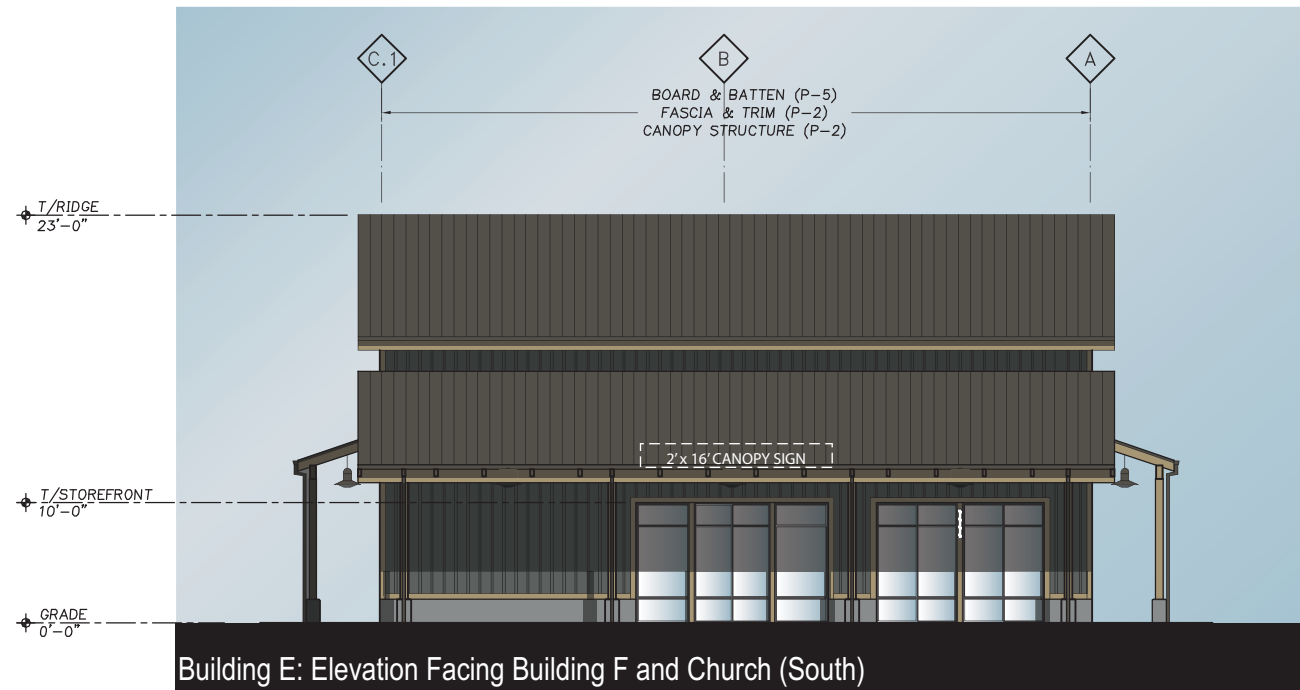 C.1
B
A
BOARD & BATTEN (P-5)
FASCIA & TRIM (P-2)
CANOPY STRUCTURE (P-2)
T/RIDGE
23'-0"
2' x 16' CANOPY SIGN
T/STOREFRONT
10'-0"
GRADE
0'-0"
Building E: Elevation Facing Building F and Church (South)